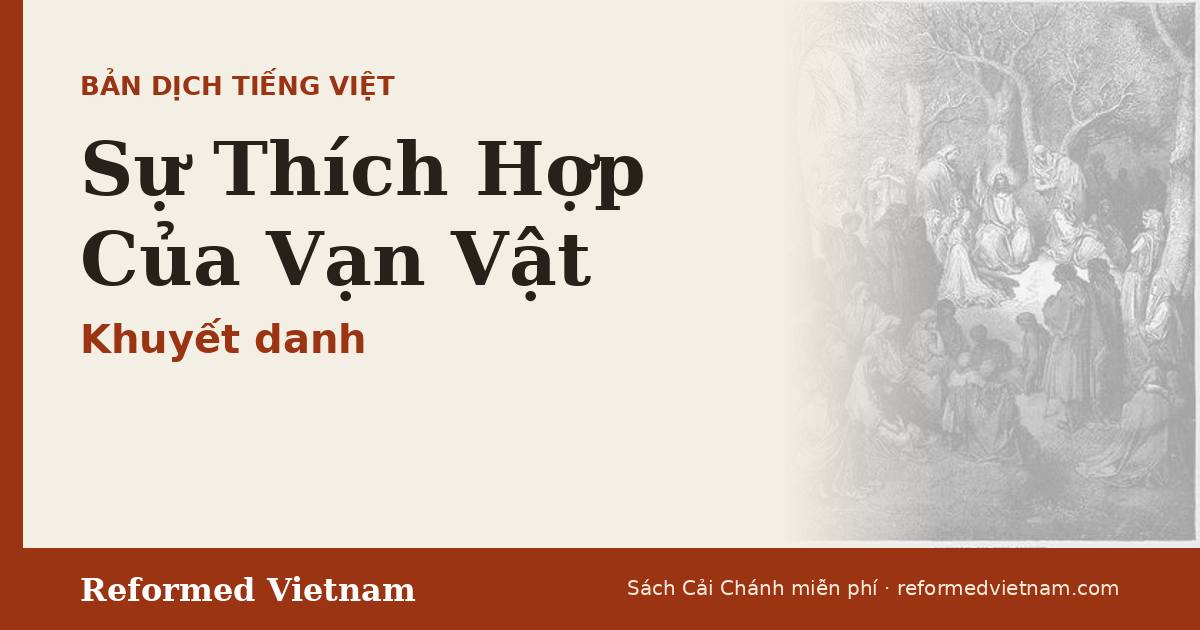 BẢN DỊCH TIẾNG VIỆT
Sự Thích Hợp
Của Vạn Vật
Khuyết danh
Reformed Vietnam
Sách Cải Chánh miễn phí · reformedvietnam.com